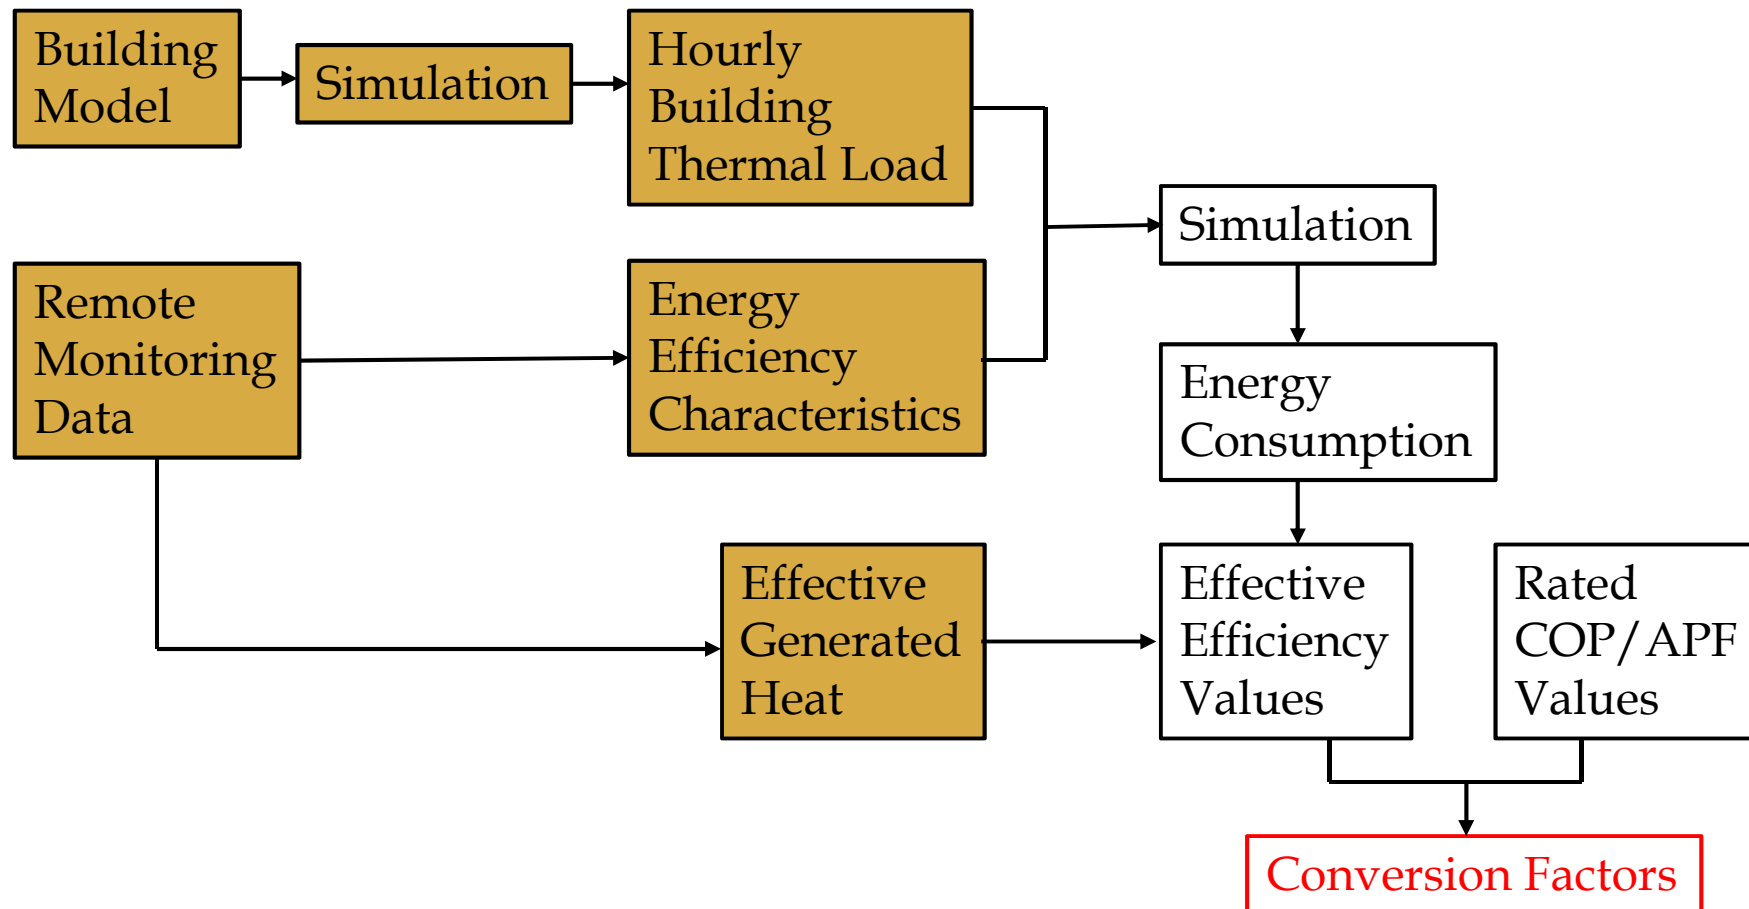 Building
Model
Simulation
Hourly
Building
Thermal Load
Simulation
Remote
Monitoring
Data
Energy
Efficiency
Characteristics
Energy
Consumption
Effective
Generated
Heat
Effective
Efficiency
Values
Rated
COP/APF
Values
Conversion Factors